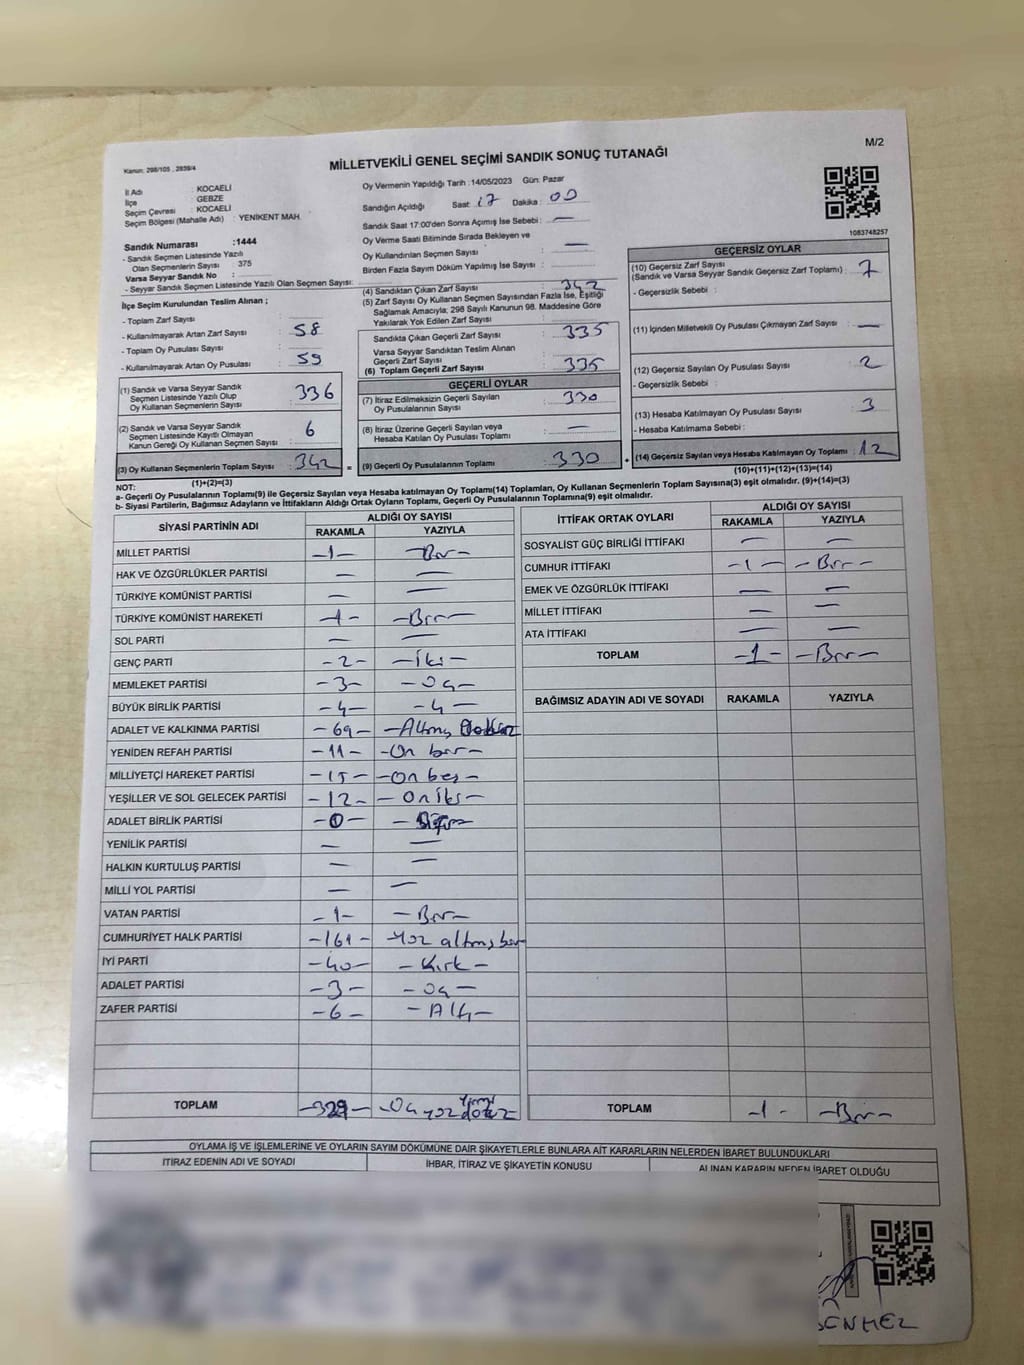 M/2
Kanun: 298/105 , 2839/4
MİLLETVEKİLİ GENEL SEÇİMİ SANDIK SONUÇ TUTANAĞI
İl Adı : KOCAELİ
İlçe : GEBZE
Seçim Çevresi : KOCAELİ
Seçim Bölgesi (Mahalle Adı) : YENİKENT MAH.
Sandık Numarası :1444
- Sandık Seçmen Listesinde Yazılı
Olan Seçmenlerin Sayısı : 375
Varsa Seyyar Sandık No :
- Seyyar Sandık Seçmen Listesinde Yazılı Olan Seçmen Sayısı:
İlçe Seçim Kurulundan Teslim Alınan ;
- Toplam Zarf Sayısı :
- Kullanılmayarak Artan Zarf Sayısı : 58
- Toplam Oy Pusulası Sayısı :
- Kullanılmayarak Artan Oy Pusulası : 59
(1) Sandık ve Varsa Seyyar Sandık
Seçmen Listesinde Yazılı Olup
Oy Kullanan Seçmenlerin Sayısı : 336
(2) Sandık ve Varsa Seyyar Sandık
Seçmen Listesinde Kayıtlı Olmayan
Kanun Gereği Oy Kullanan Seçmen Sayısı : 6
(3) Oy Kullanan Seçmenlerin Toplam Sayısı : 342 =
(1)+(2)=(3)
Oy Vermenin Yapıldığı Tarih :14/05/2023 Gün: Pazar
Sandığın Açıldığı Saat: 17 Dakika : 00
Sandık Saat 17:00'den Sonra Açımış İse Sebebi : —
Oy Verme Saati Bitiminde Sırada Bekleyen ve
Oy Kullandırılan Seçmen Sayısı : —
Birden Fazla Sayım Döküm Yapılmış İse Sayısı :
(4) Sandıktan Çıkan Zarf Sayısı : 342
(5) Zarf Sayısı Oy Kullanan Seçmen Sayısından Fazla İse, Eşitliği
Sağlamak Amacıyla; 298 Sayılı Kanunun 98. Maddesine Göre
Yakılarak Yok Edilen Zarf Sayısı :
Sandıkta Çıkan Geçerli Zarf Sayısı : 335
Varsa Seyyar Sandıktan Teslim Alınan
Geçerli Zarf Sayısı :
(6) Toplam Geçerli Zarf Sayısı : 335
GEÇERLİ OYLAR
(7) İtiraz Edilmeksizin Geçerli Sayılan
Oy Pusulalarının Sayısı : 330
(8) İtiraz Üzerine Geçerli Sayılan veya
Hesaba Katılan Oy Pusulası Toplamı : —
(9) Geçerli Oy Pusulalarının Toplamı : 330 +
1083748257
GEÇERSİZ OYLAR
(10) Geçersiz Zarf Sayısı
(Sandık ve Varsa Seyyar Sandık Geçersiz Zarf Toplamı) : 7
- Geçersizlik Sebebi :
(11) İçinden Milletvekili Oy Pusulası Çıkmayan Zarf Sayısı : —
(12) Geçersiz Sayılan Oy Pusulası Sayısı : 2
- Geçersizlik Sebebi :
(13) Hesaba Katılmayan Oy Pusulası Sayısı : 3
- Hesaba Katılmama Sebebi :
(14) Geçersiz Sayılan veya Hesaba Katılmayan Oy Toplamı : 12
(10)+(11)+(12)+(13)=(14)
NOT:
a- Geçerli Oy Pusulalarının Toplamı(9) ile Geçersiz Sayılan veya Hesaba katılmayan Oy Toplamı(14) Toplamları, Oy Kullanan Seçmenlerin Toplam Sayısına(3) eşit olmalıdır. (9)+(14)=(3)
b- Siyasi Partilerin, Bağımsız Adayların ve İttifakların Aldığı Ortak Oyların Toplamı, Geçerli Oy Pusulalarının Toplamına(9) eşit olmalıdır.
SİYASİ PARTİNİN ADI ALDIĞI OY SAYISI
RAKAMLA YAZIYLA
MİLLET PARTİSİ -1- -Bir-
HAK VE ÖZGÜRLÜKLER PARTİSİ — —
TÜRKİYE KOMÜNİST PARTİSİ — —
TÜRKİYE KOMÜNİST HAREKETİ -1- -Bir-
SOL PARTİ — —
GENÇ PARTİ -2- -İki-
MEMLEKET PARTİSİ -3- -Üç-
BÜYÜK BİRLİK PARTİSİ -4- -4-
ADALET VE KALKINMA PARTİSİ -69- -Altmış Dokuz
YENİDEN REFAH PARTİSİ -11- -On bir-
MİLLİYETÇİ HAREKET PARTİSİ -15- -On beş-
YEŞİLLER VE SOL GELECEK PARTİSİ -12- -Oniki-
ADALET BİRLİK PARTİSİ -0-
YENİLİK PARTİSİ — —
HALKIN KURTULUŞ PARTİSİ — —
MİLLİ YOL PARTİSİ — —
VATAN PARTİSİ -1- -Bir-
CUMHURİYET HALK PARTİSİ -161- -Yüz altmış bir
İYİ PARTİ -40- -Kırk-
ADALET PARTİSİ -3- -Üç-
ZAFER PARTİSİ -6- -Altı-
TOPLAM -329- -Üç yüz yirmi dokuz
İTTİFAK ORTAK OYLARI ALDIĞI OY SAYISI
RAKAMLA YAZIYLA
SOSYALİST GÜÇ BİRLİĞİ İTTİFAKI — —
CUMHUR İTTİFAKI -1- -Bir-
EMEK VE ÖZGÜRLÜK İTTİFAKI — —
MİLLET İTTİFAKI — —
ATA İTTİFAKI — —
TOPLAM -1- -Bir-
BAĞIMSIZ ADAYIN ADI VE SOYADI RAKAMLA YAZIYLA
TOPLAM -1- -Bir-
OYLAMA İŞ VE İŞLEMLERİNE VE OYLARIN SAYIM DÖKÜMÜNE DAİR ŞİKAYETLERLE BUNLARA AİT KARARLARIN NELERDEN İBARET BULUNDUKLARI
İTİRAZ EDENİN ADI VE SOYADI İHBAR, İTİRAZ VE ŞİKAYETİN KONUSU ALINAN KARARIN NEDEN İBARET OLDUĞU